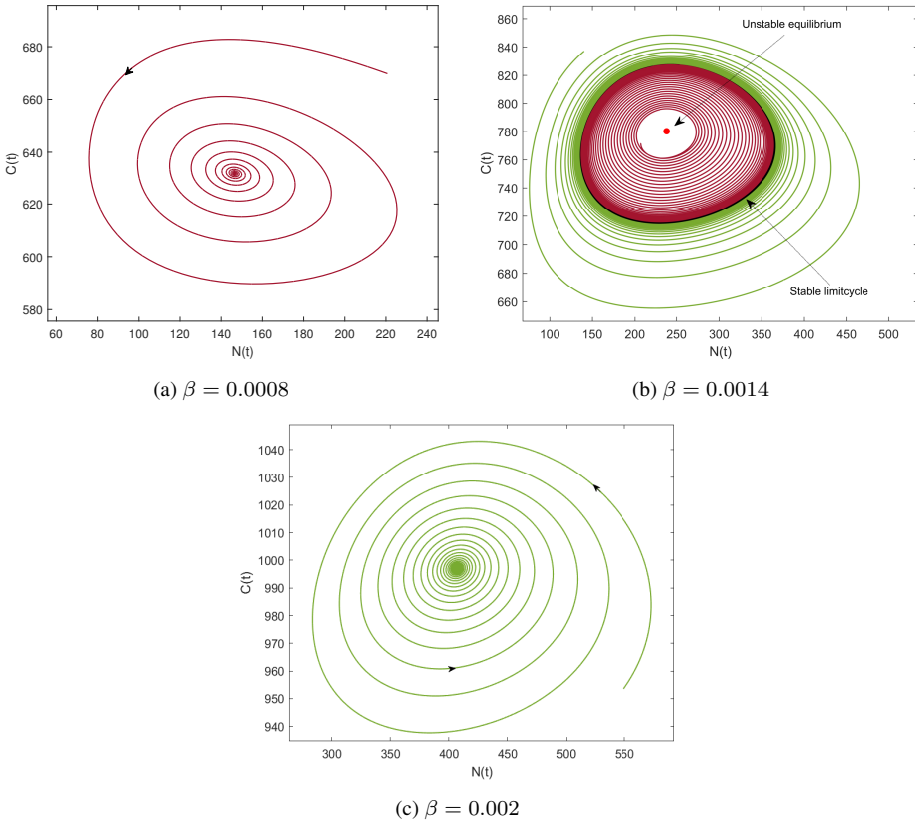 680
660
640
620
600
580
C(t)
60 80 100 120 140 160 180 200 220 240
N(t)
(a) β = 0.0008
Unstable equilibrium
860
840
820
800
780
760
740
720
700
680
660
C(t)
Stable limitcycle
100 150 200 250 300 350 400 450 500
N(t)
(b) β = 0.0014
1040
1030
1020
1010
1000
990
980
970
960
950
940
C(t)
300 350 400 450 500 550
N(t)
(c) β = 0.002